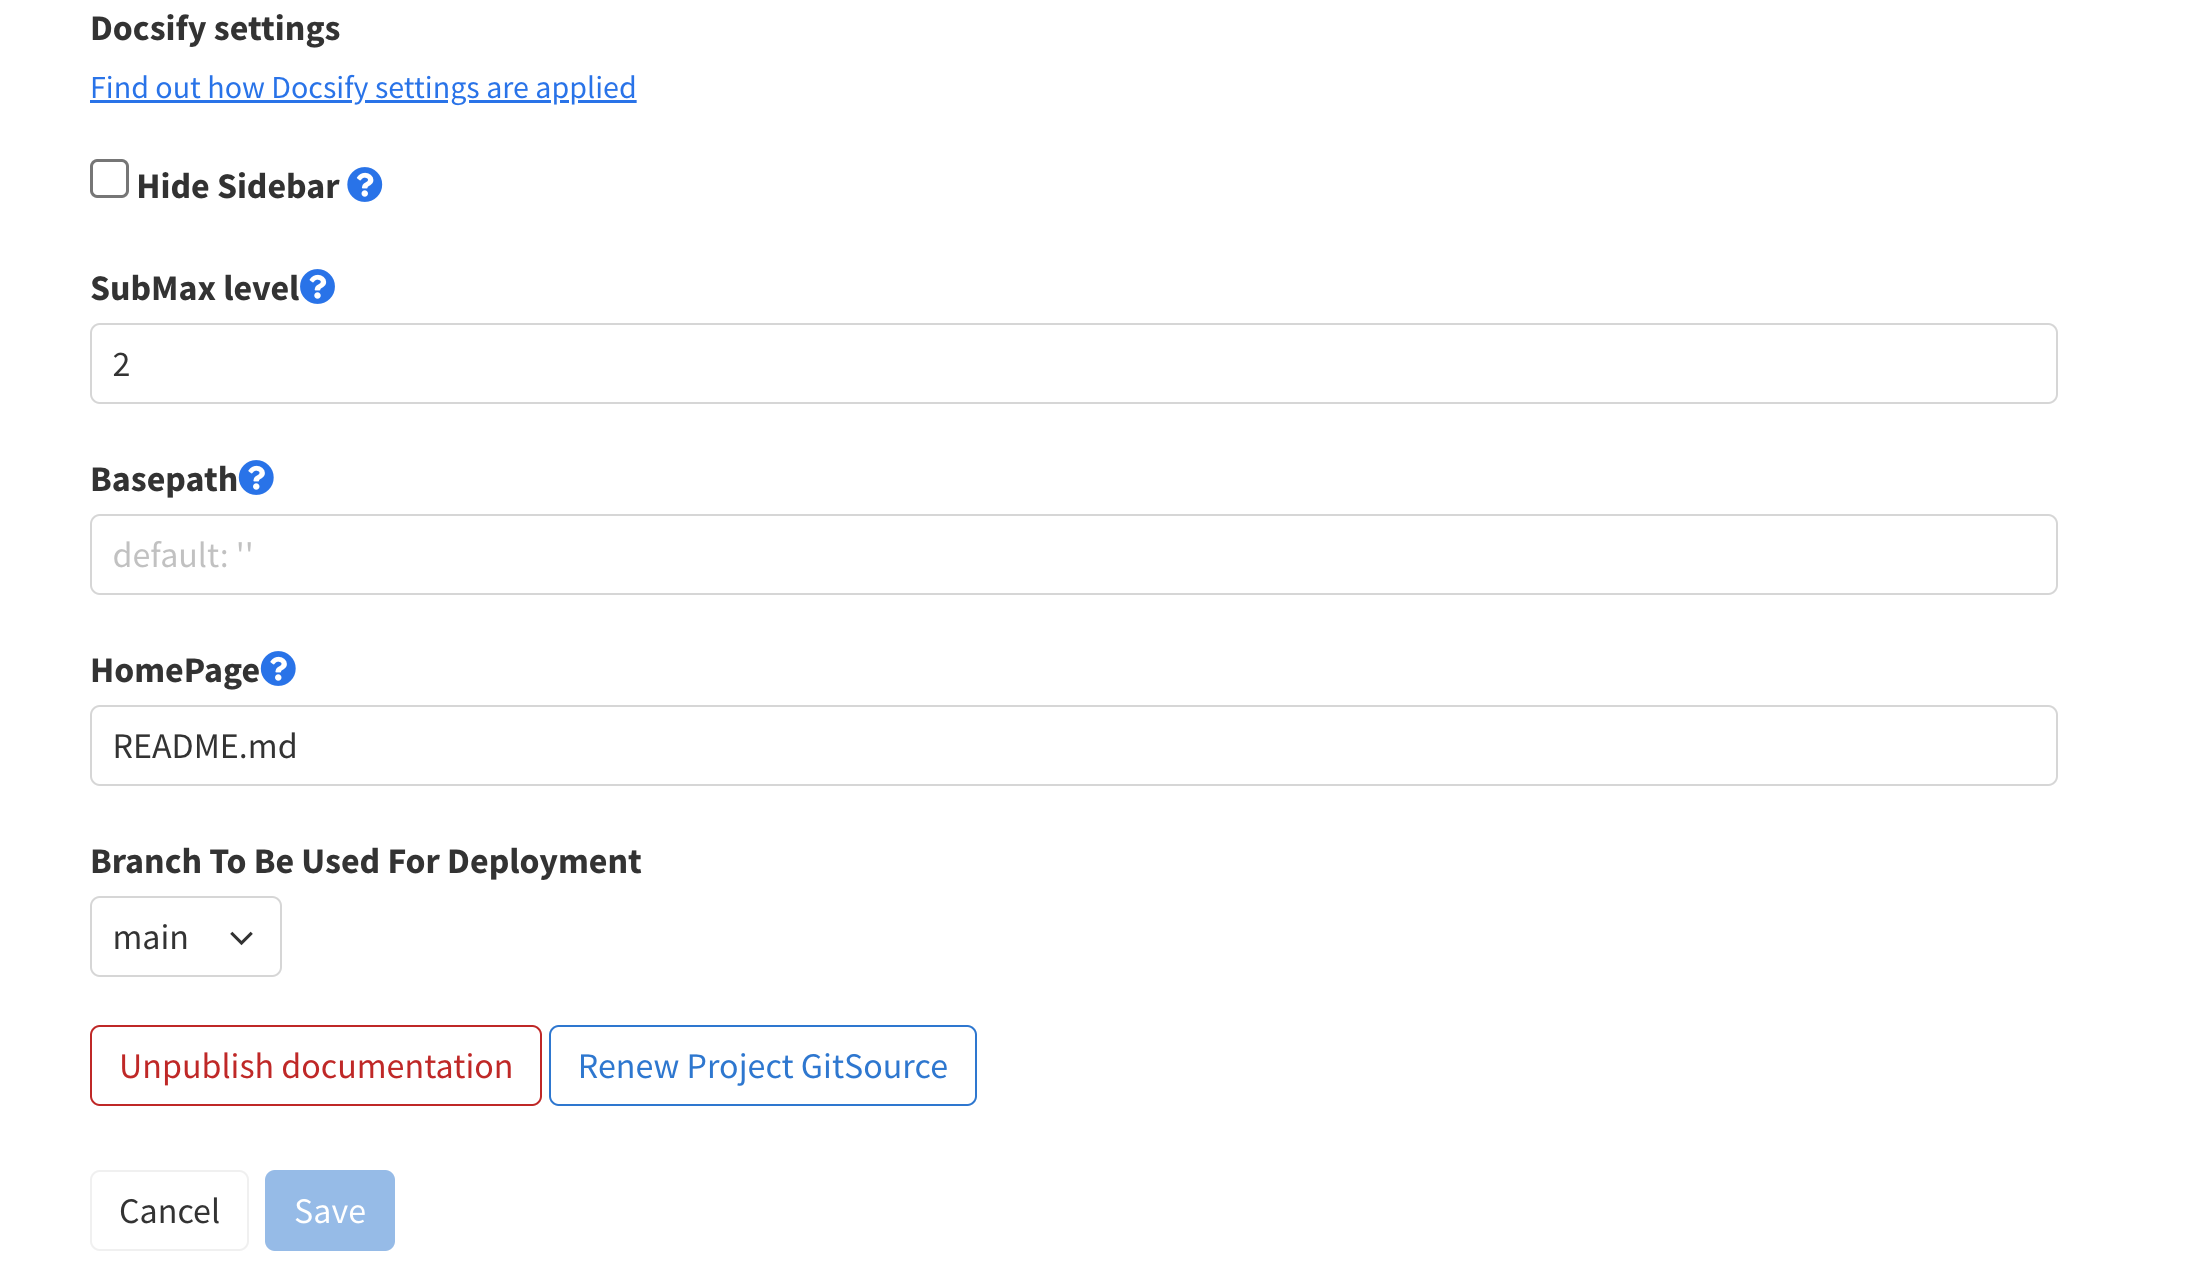 Docsify settings
Find out how Docsify settings are applied
Hide Sidebar ?
SubMax level ?
2
Basepath ?
default: ''
HomePage ?
README.md
Branch To Be Used For Deployment
main
Unpublish documentation Renew Project GitSource
Cancel Save